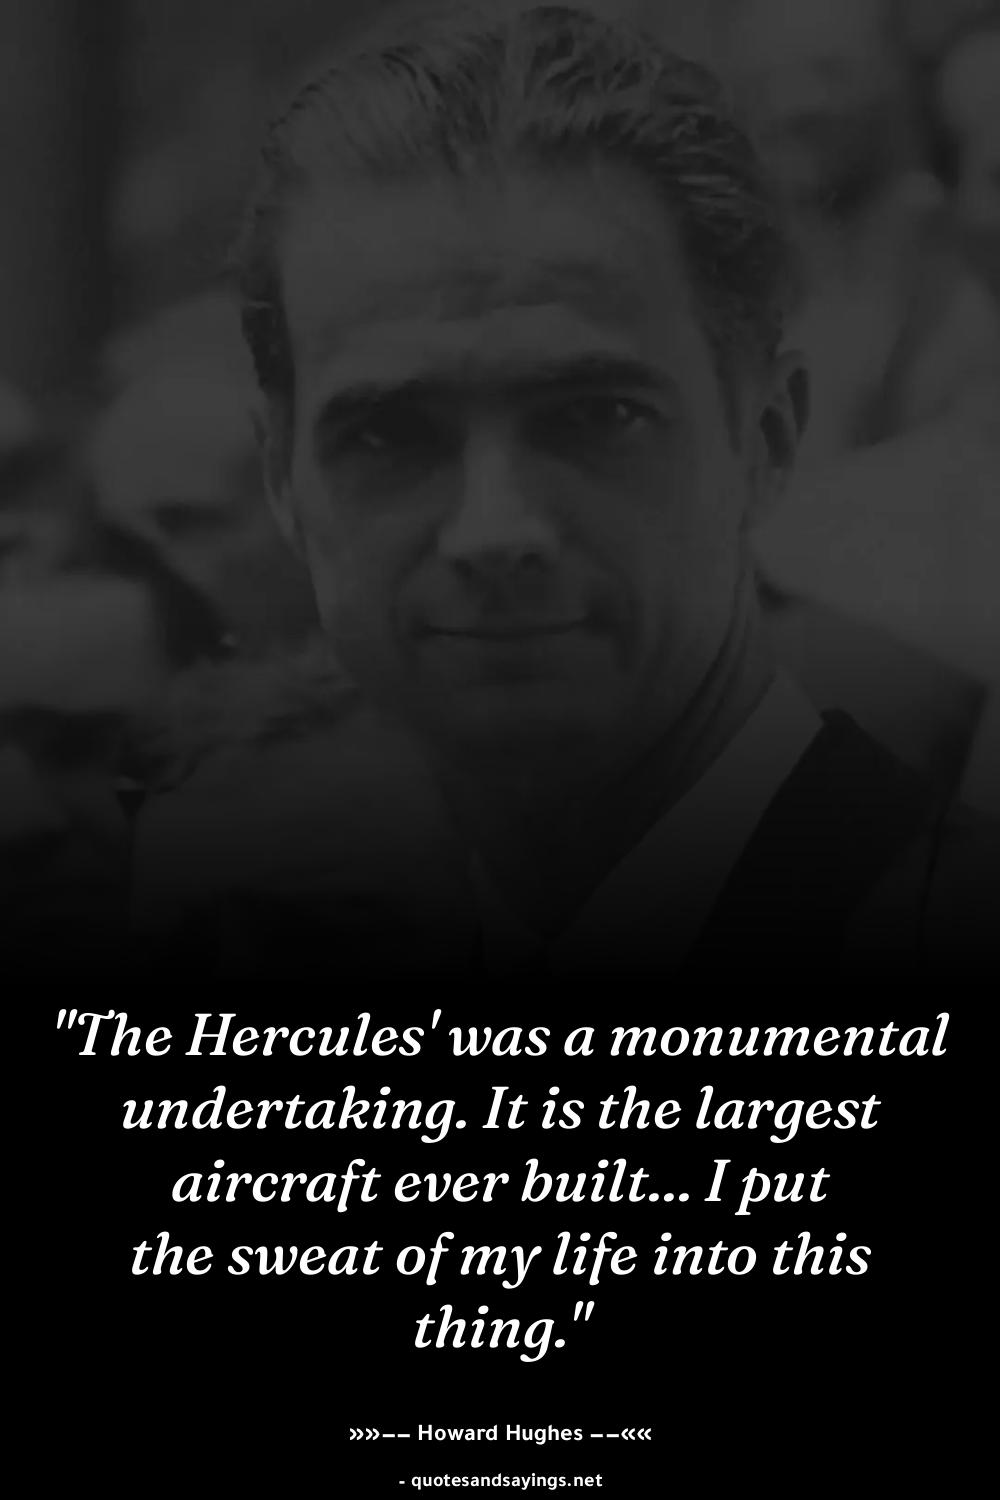 "The Hercules' was a monumental
undertaking. It is the largest
aircraft ever built... I put
the sweat of my life into this
thing."
»»-- Howard Hughes --««
- quotesandsayings.net